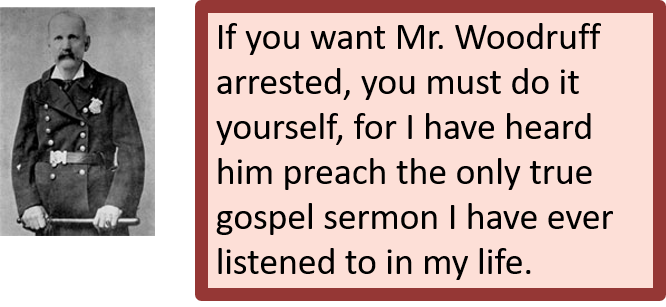 If you want Mr. Woodruff
arrested, you must do it
yourself, for I have heard
him preach the only true
gospel sermon I have ever
listened to in my life.